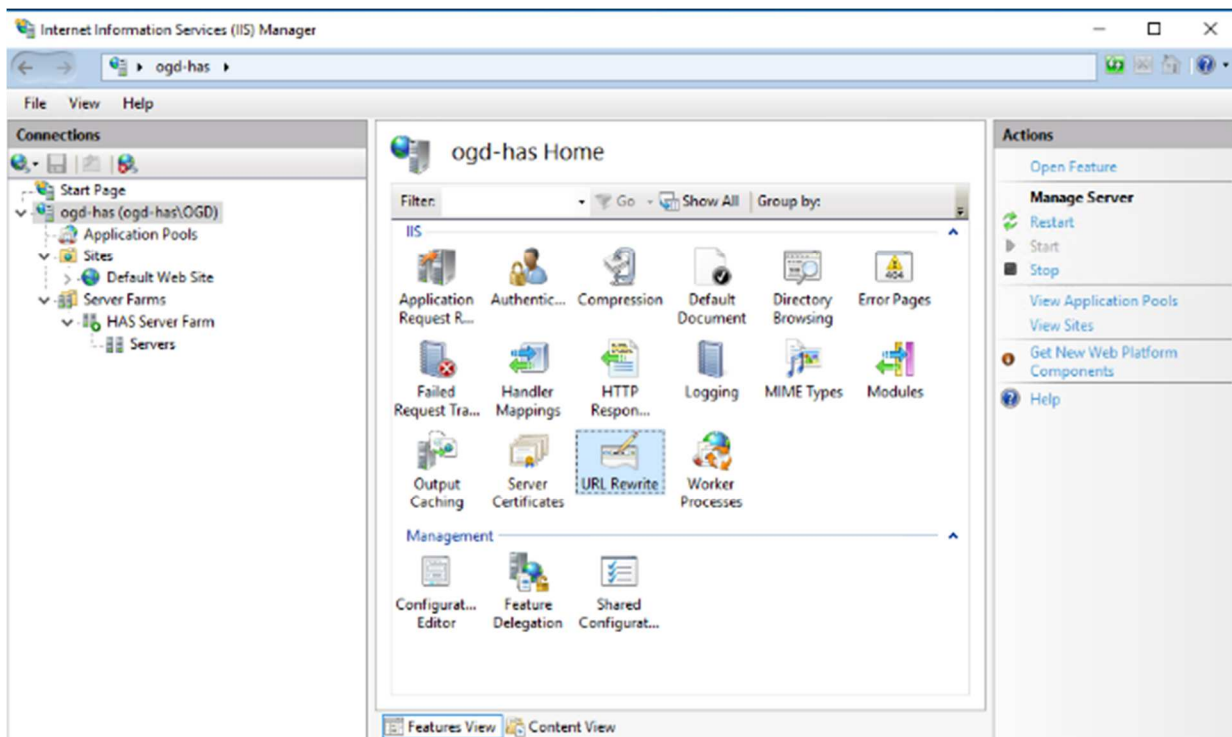 Internet Information Services (IIS) Manager
ogd-has
File View Help
Connections
Start Page
ogd-has (ogd-has\OGD)
Application Pools
Sites
Default Web Site
Server Farms
HAS Server Farm
Servers
ogd-has Home
Filter: Go Show All Group by:
IIS
Application Authentic... Compression Default Directory Error Pages
Request R... Document Browsing
Failed Handler HTTP Logging MIME Types Modules
Request Tra... Mappings Respon...
Output Server URL Rewrite Worker
Caching Certificates Processes
Management
Configurat... Feature Shared
Editor Delegation Configurat...
Features View Content View
Actions
Open Feature
Manage Server
Restart
Start
Stop
View Application Pools
View Sites
Get New Web Platform
Components
Help